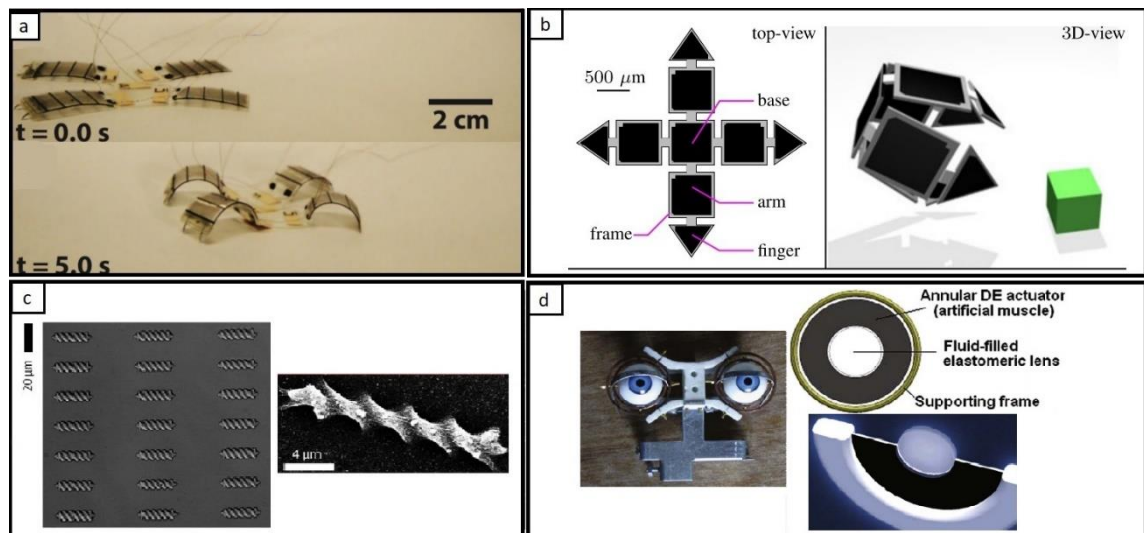 a
t = 0.0 s
2 cm
t = 5.0 s
b
top-view
3D-view
500 μm
base
arm
frame
finger
c
20 μm
4 μm
d
Annular DE actuator
(artificial muscle)
Fluid-filled
elastomeric lens
Supporting frame